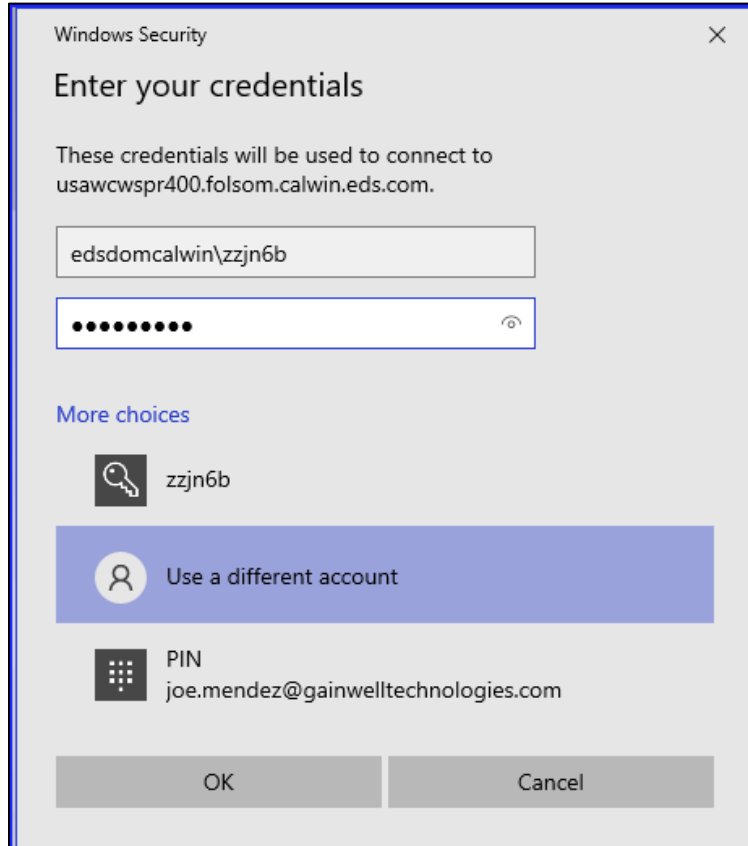 Windows Security
Enter your credentials
These credentials will be used to connect to
usawcwspr400.folsom.calwin.eds.com.
edsdomcalwin\zzjn6b
●●●●●●●●●
More choices
zzjn6b
Use a different account
PIN
joe.mendez@gainwelltechnologies.com
OK Cancel